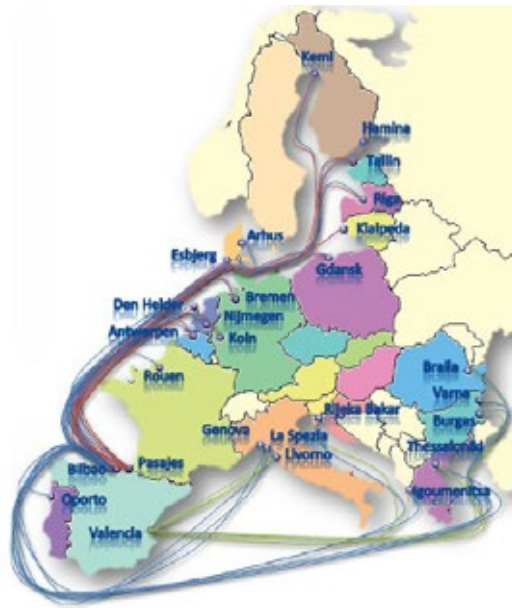 Kemi
Hamina
Tallin
Riga
Klaipeda
Arhus
Esbjerg
Gdansk
Bremen
Den Helder
Nijmegen
Antwerpen
Koln
Rouen
Braila
Varna
Rijeka Bakar
Burgas
Genova
La Spezia
Livorno
Thessaloniki
Bilbao
Pasajes
Igoumenitsa
Oporto
Valencia